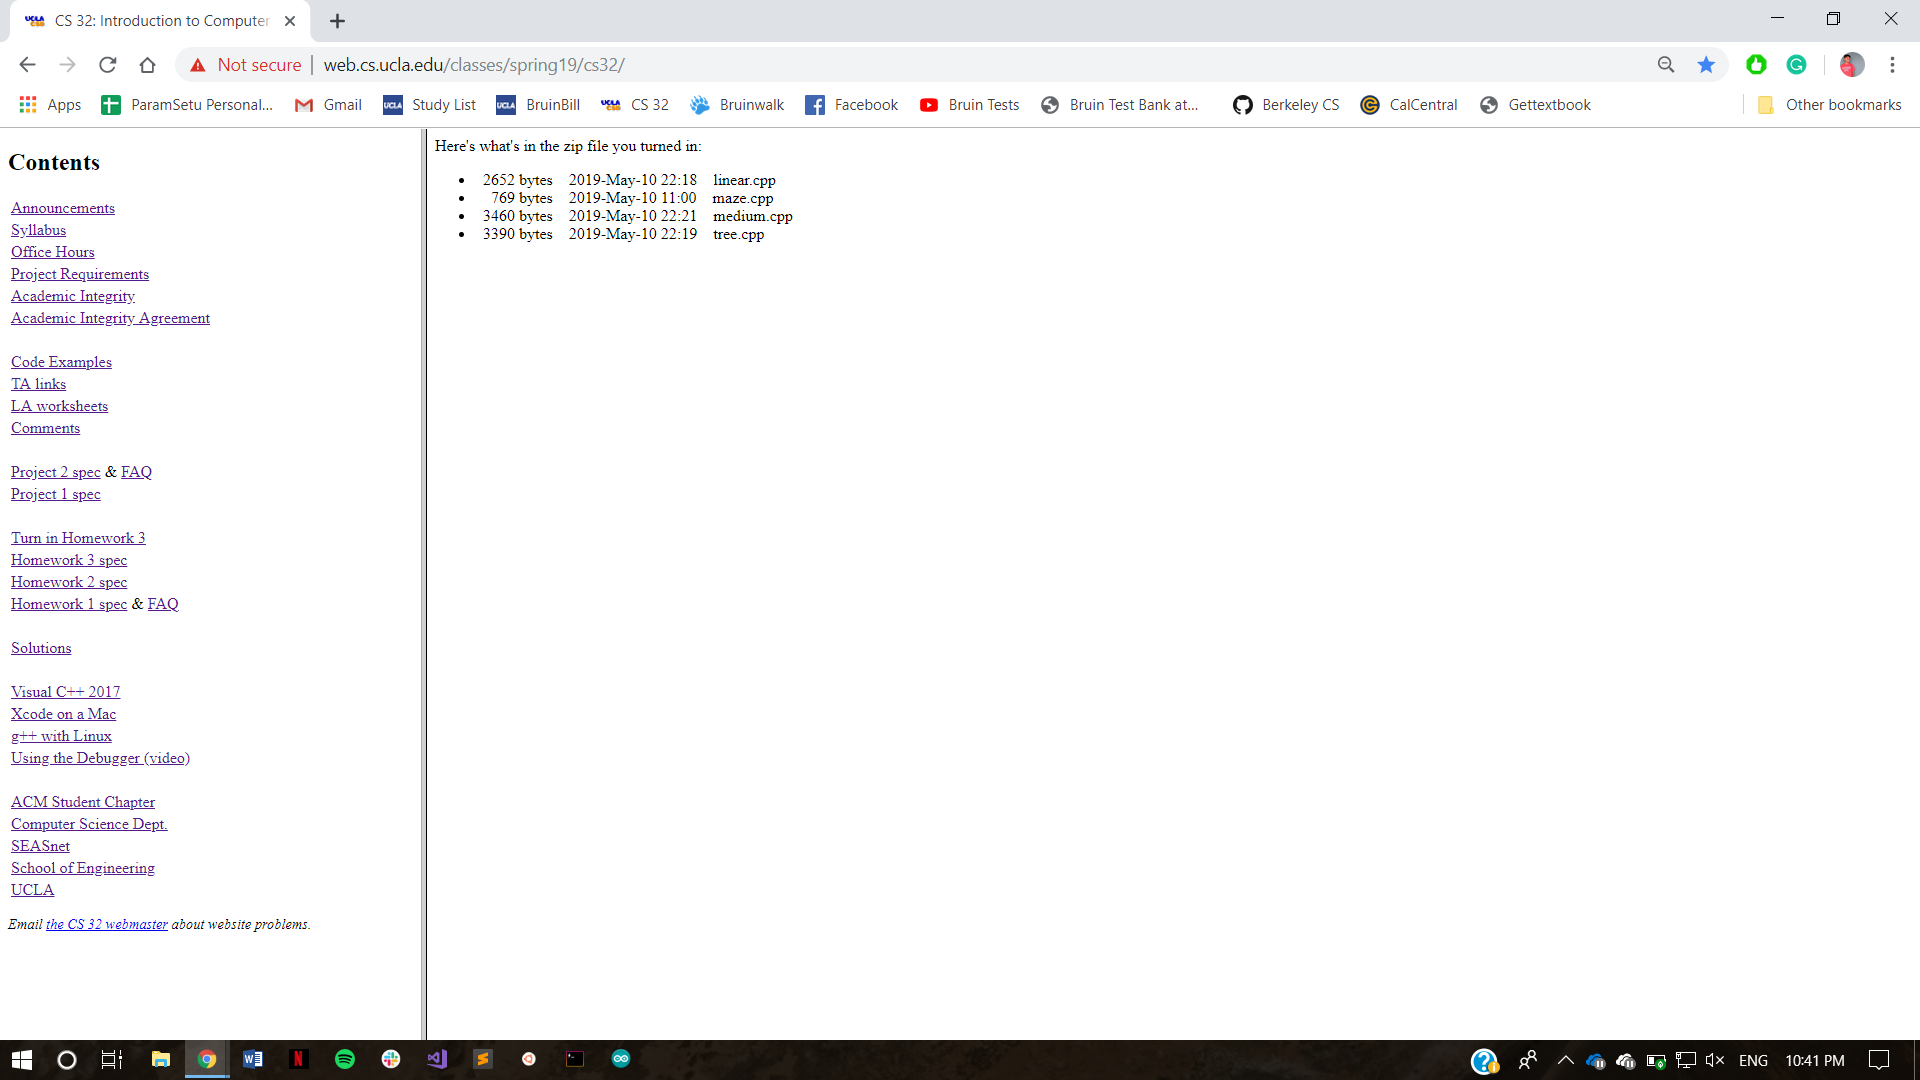 CS 32: Introduction to Computer
Not secure | web.cs.ucla.edu/classes/spring19/cs32/
Apps ParamSetu Personal... Gmail Study List BruinBill CS 32 Bruinwalk Facebook Bruin Tests Bruin Test Bank at... Berkeley CS CalCentral Gettextbook Other bookmarks
Contents
Announcements
Syllabus
Office Hours
Project Requirements
Academic Integrity
Academic Integrity Agreement
Code Examples
TA links
LA worksheets
Comments
Project 2 spec & FAQ
Project 1 spec
Turn in Homework 3
Homework 3 spec
Homework 2 spec
Homework 1 spec & FAQ
Solutions
Visual C++ 2017
Xcode on a Mac
g++ with Linux
Using the Debugger (video)
ACM Student Chapter
Computer Science Dept.
SEASnet
School of Engineering
UCLA
Email the CS 32 webmaster about website problems.
Here's what's in the zip file you turned in:
• 2652 bytes 2019-May-10 22:18 linear.cpp
• 769 bytes 2019-May-10 11:00 maze.cpp
• 3460 bytes 2019-May-10 22:21 medium.cpp
• 3390 bytes 2019-May-10 22:19 tree.cpp
ENG 10:41 PM